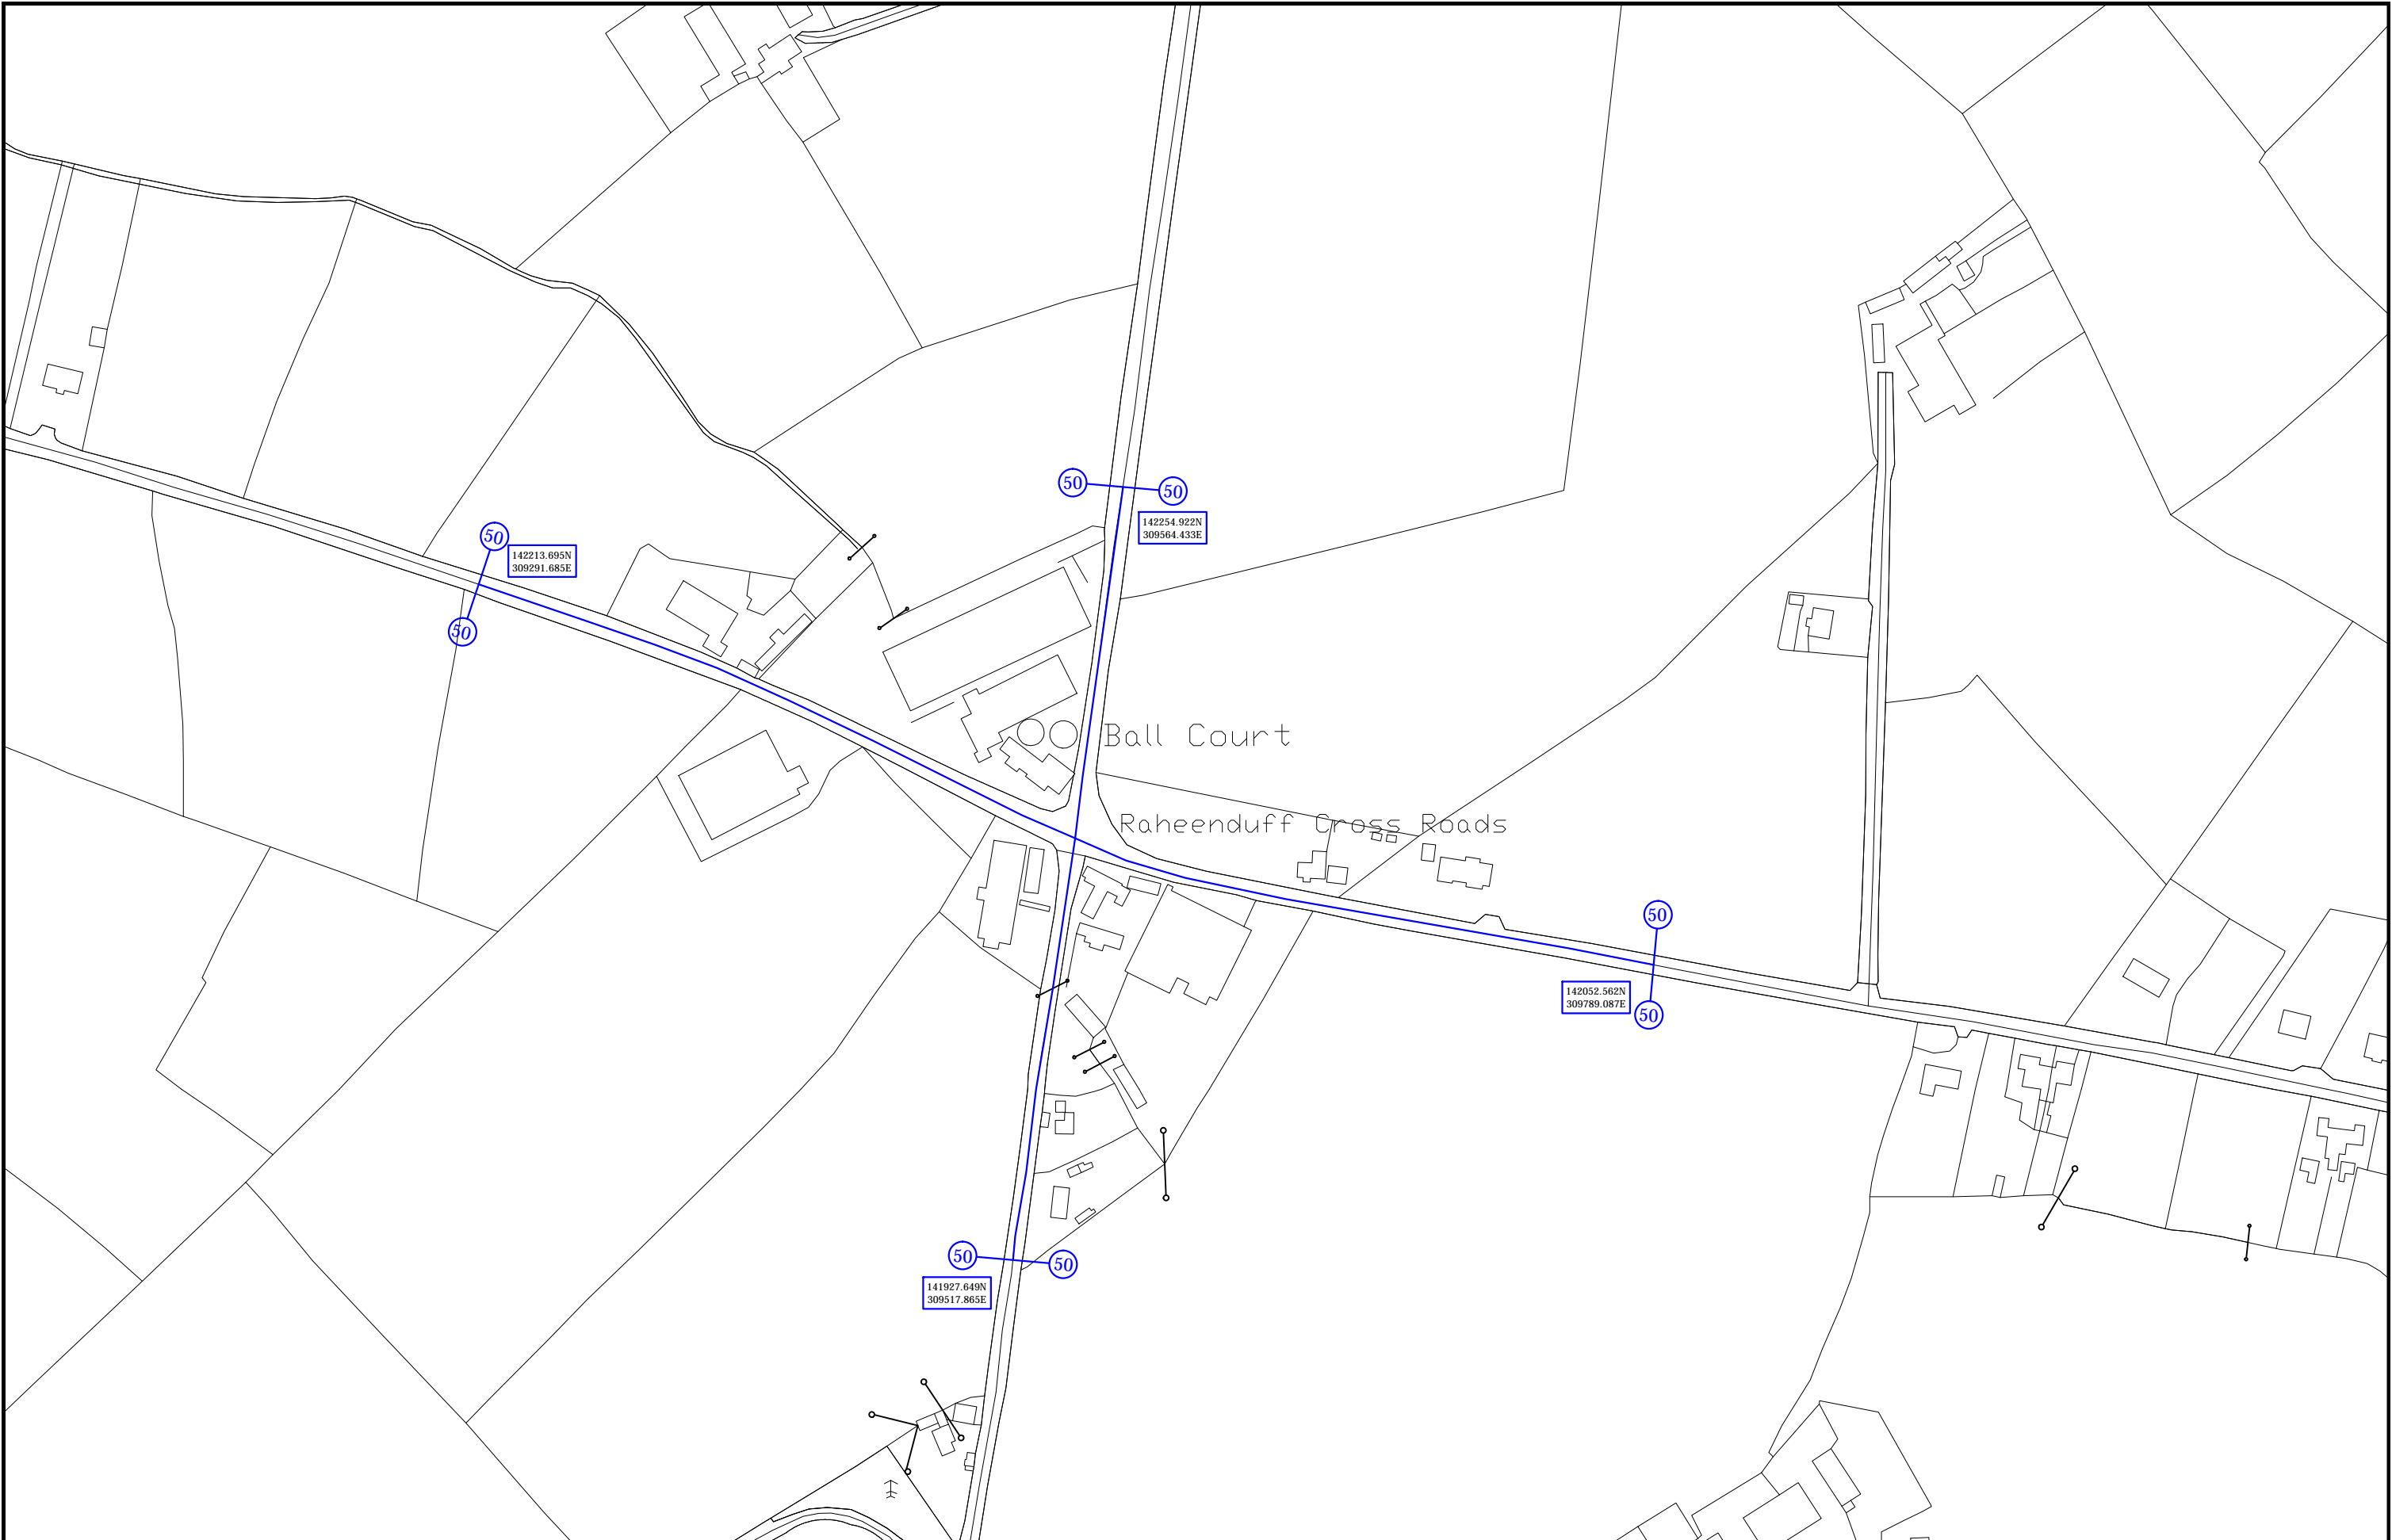 50
50
142254.922N
309564.433E
50
142213.695N
309291.685E
50
Ball Court
Raheenduff Cross Roads
50
142052.562N
309789.087E
50
50
50
141927.649N
309517.865E